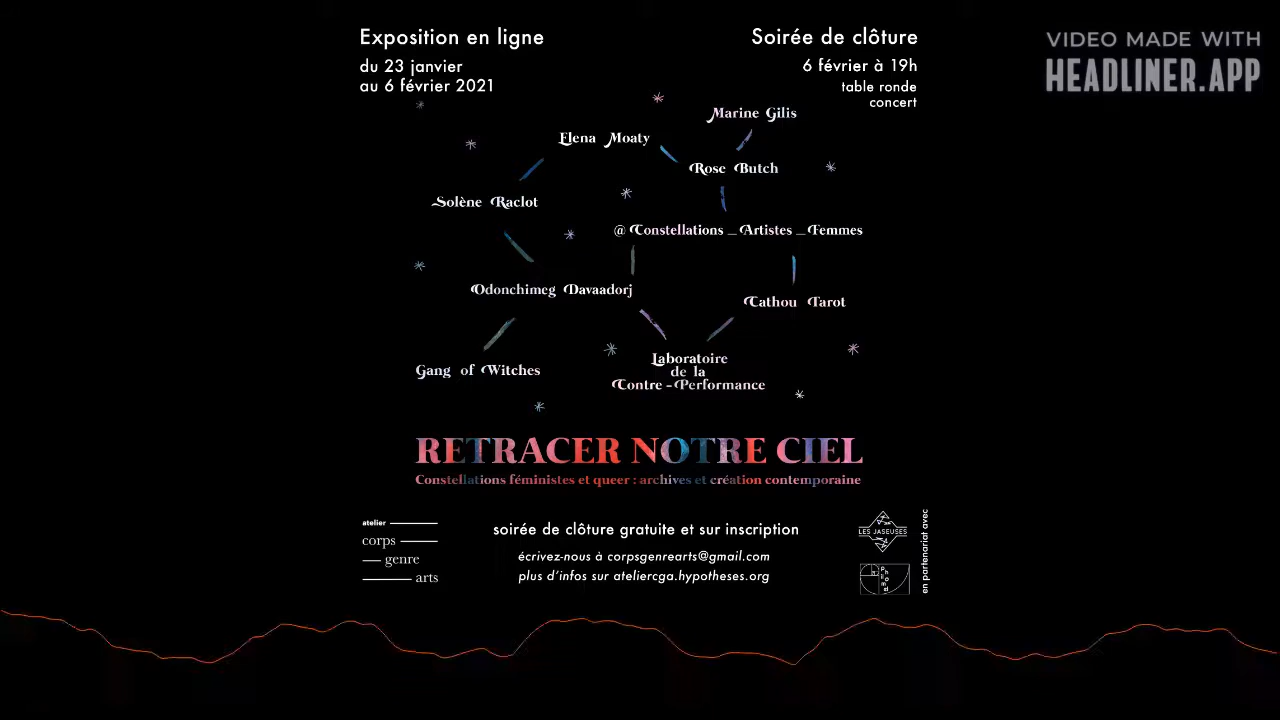 Exposition en ligne
du 23 janvier
au 6 février 2021
Soirée de clôture
6 février à 19h
table ronde
concert
VIDEO MADE WITH
HEADLINER.APP
Marine Gilis
Elena Moaty
Rose Butch
Solène Raclot
@Constellations_Artistes_Femmes
Odonchimeg Davaadorj
Cathou Tarot
Gang of Witches
Laboratoire
de la
Contre-Performance
RETRACER NOTRE CIEL
Constellations féministes et queer : archives et création contemporaine
atelier
corps
genre
arts
soirée de clôture gratuite et sur inscription
écrivez-nous à corpsgenrearts@gmail.com
plus d'infos sur ateliercga.hypotheses.org
LES JASEUSES
en partenariat avec